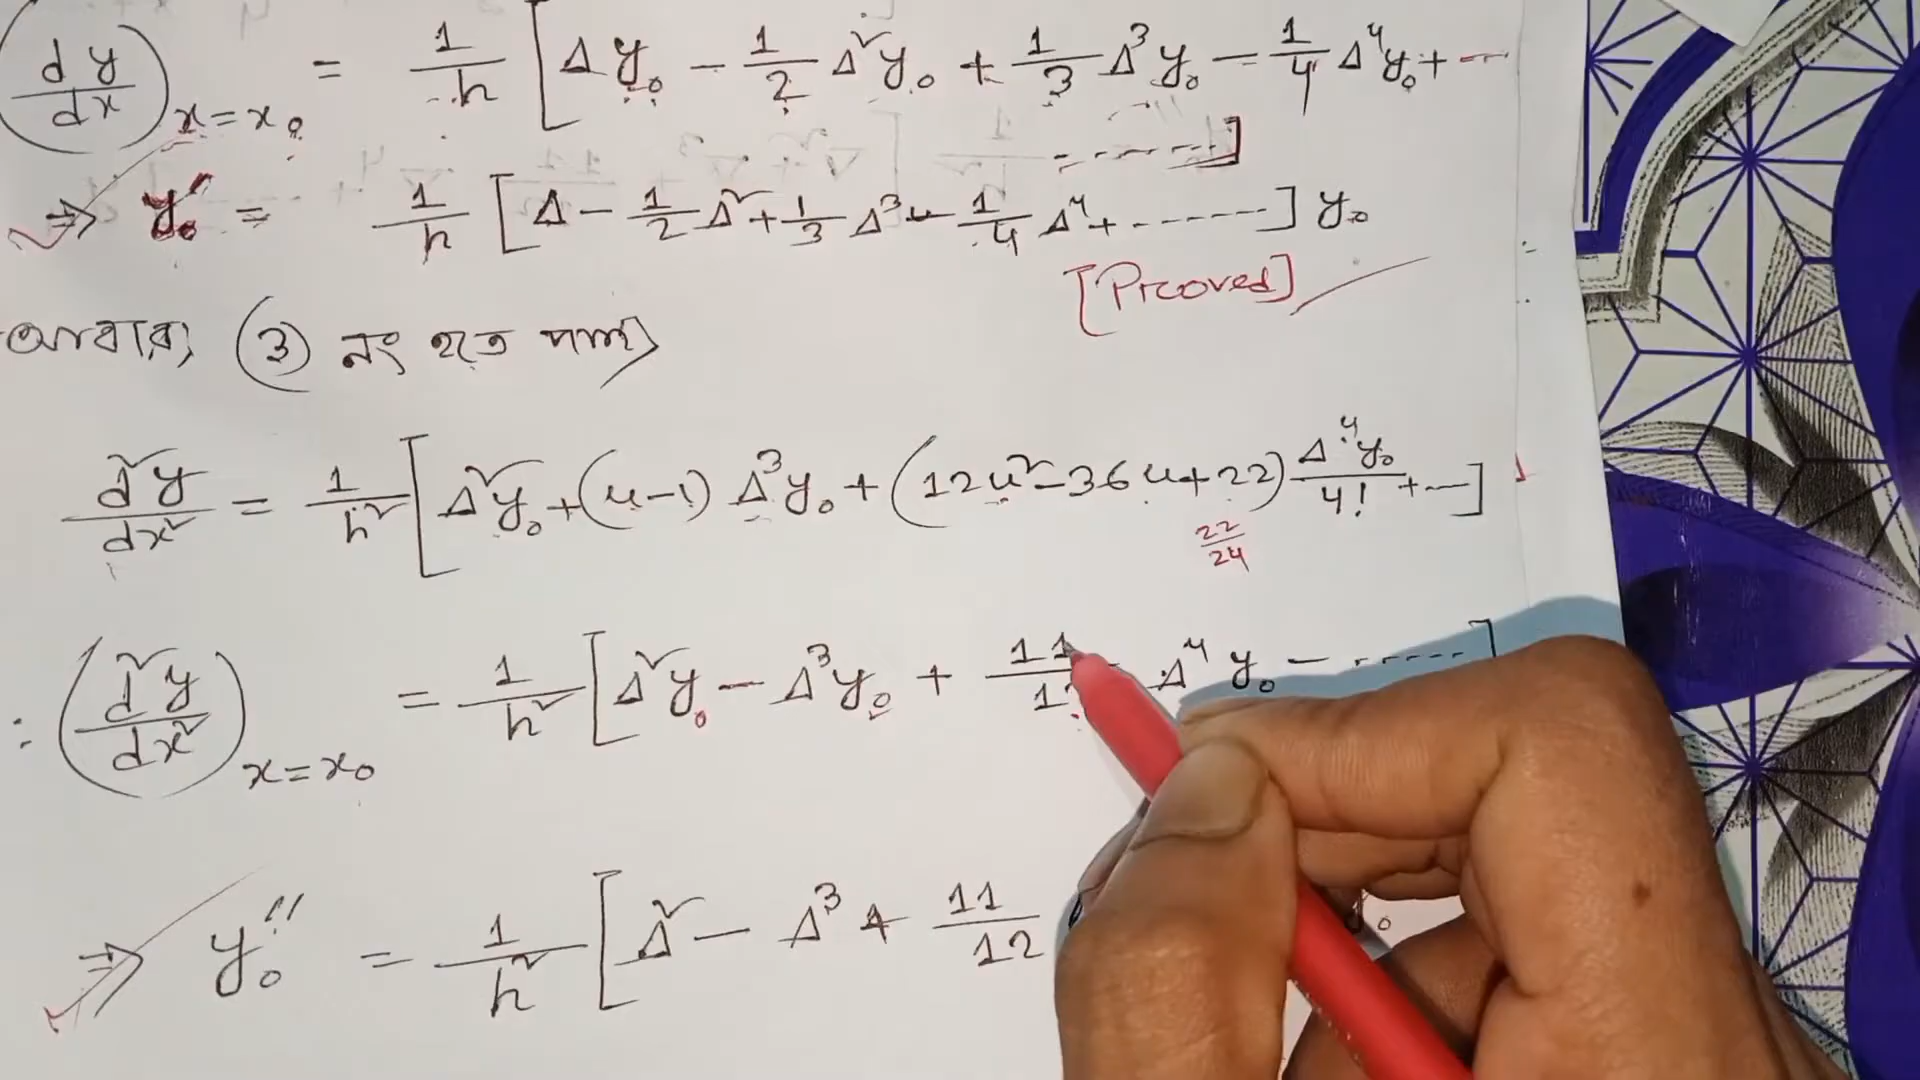 (dy/dx)x=x₀ = 1/h [Δy₀ − 1/2 Δ²y₀ + 1/3 Δ³y₀ − 1/4 Δ⁴y₀ + ---
-------]
⇒ y₀′ = 1/h [Δ − 1/2 Δ² + 1/3 Δ³ − 1/4 Δ⁴ + ------] y₀
[Proved]
আবার, (৩) নং হতে পাই,
d²y/dx² = 1/h² [Δ²y₀ + (u−1) Δ³y₀ + (12u²−36u+22) Δ⁴y₀/4! + ---]
22/24
∴ (d²y/dx²)x=x₀ = 1/h² [Δ²y₀ − Δ³y₀ + 11/12 Δ⁴y₀ − ------]
⇒ y₀″ = 1/h² [Δ² − Δ³ + 11/12